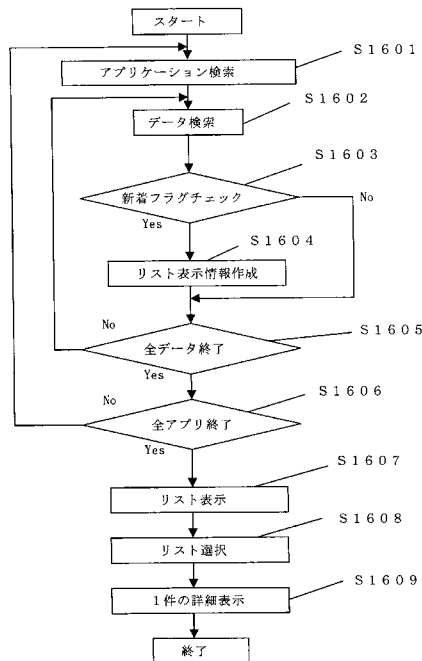 スタート
S1601
アプリケーション検索
S1602
データ検索
S1603
新着フラグチェック
No
Yes
S1604
リスト表示情報作成
No
S1605
全データ終了
Yes
S1606
No
全アプリ終了
Yes
S1607
リスト表示
S1608
リスト選択
S1609
1件の詳細表示
終了